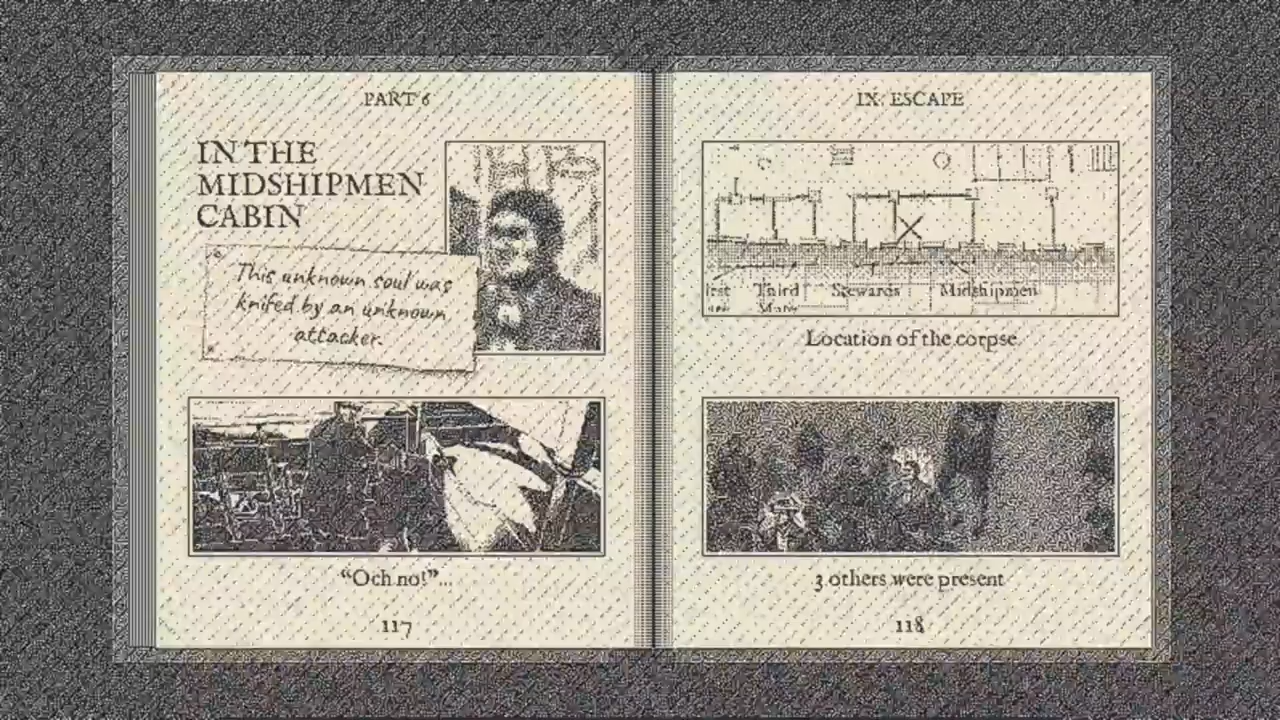 PART 6
IN THE
MIDSHIPMEN
CABIN
This unknown soul was
knifed by an unknown
attacker.
"Och no!"...
117
IX: ESCAPE
Third
Mate
Stewards
Midshipmen
Location of the corpse
3 others were present
118